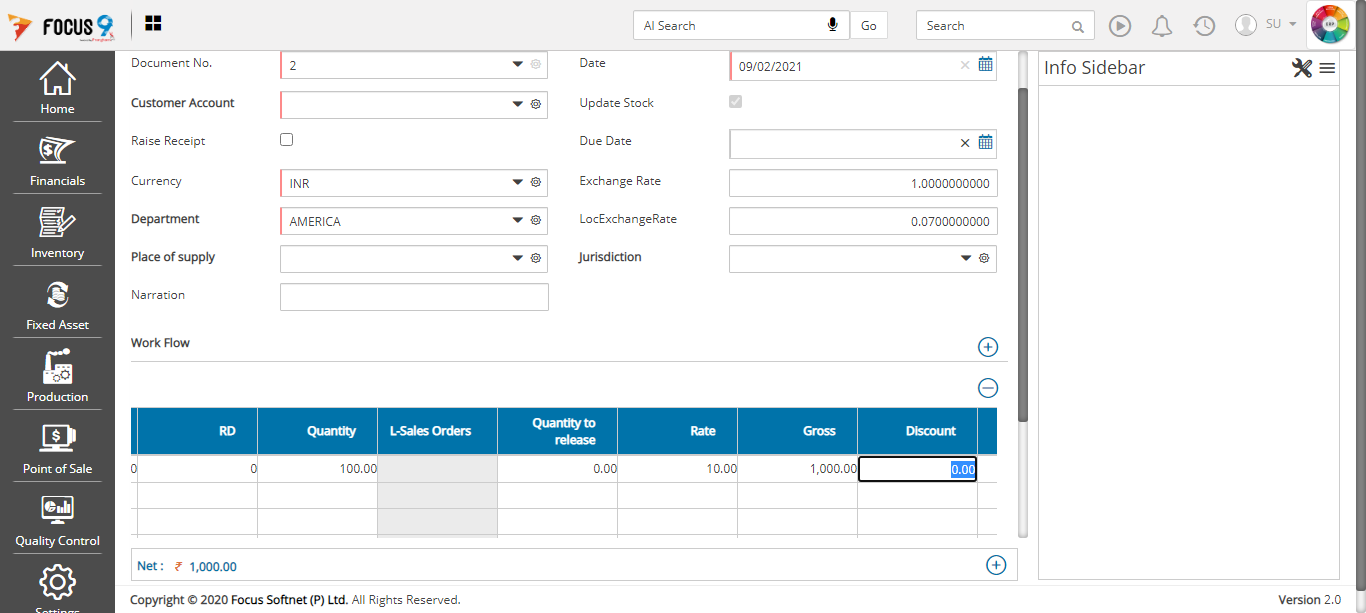 FOCUS 9
AI Search
Go
Search
SU
ERP
Home
Financials
Inventory
Fixed Asset
Production
Point of Sale
Quality Control
Settings
Document No.
2
Date
09/02/2021
Customer Account
Update Stock
Raise Receipt
Due Date
Currency
INR
Exchange Rate
1.0000000000
Department
AMERICA
LocExchangeRate
0.0700000000
Place of supply
Jurisdiction
Narration
Work Flow
RD
Quantity
L-Sales Orders
Quantity to
release
Rate
Gross
Discount
0
0
100.00
0.00
10.00
1,000.00
0.00
Net : ₹ 1,000.00
Info Sidebar
Copyright © 2020 Focus Softnet (P) Ltd. All Rights Reserved.
Version 2.0